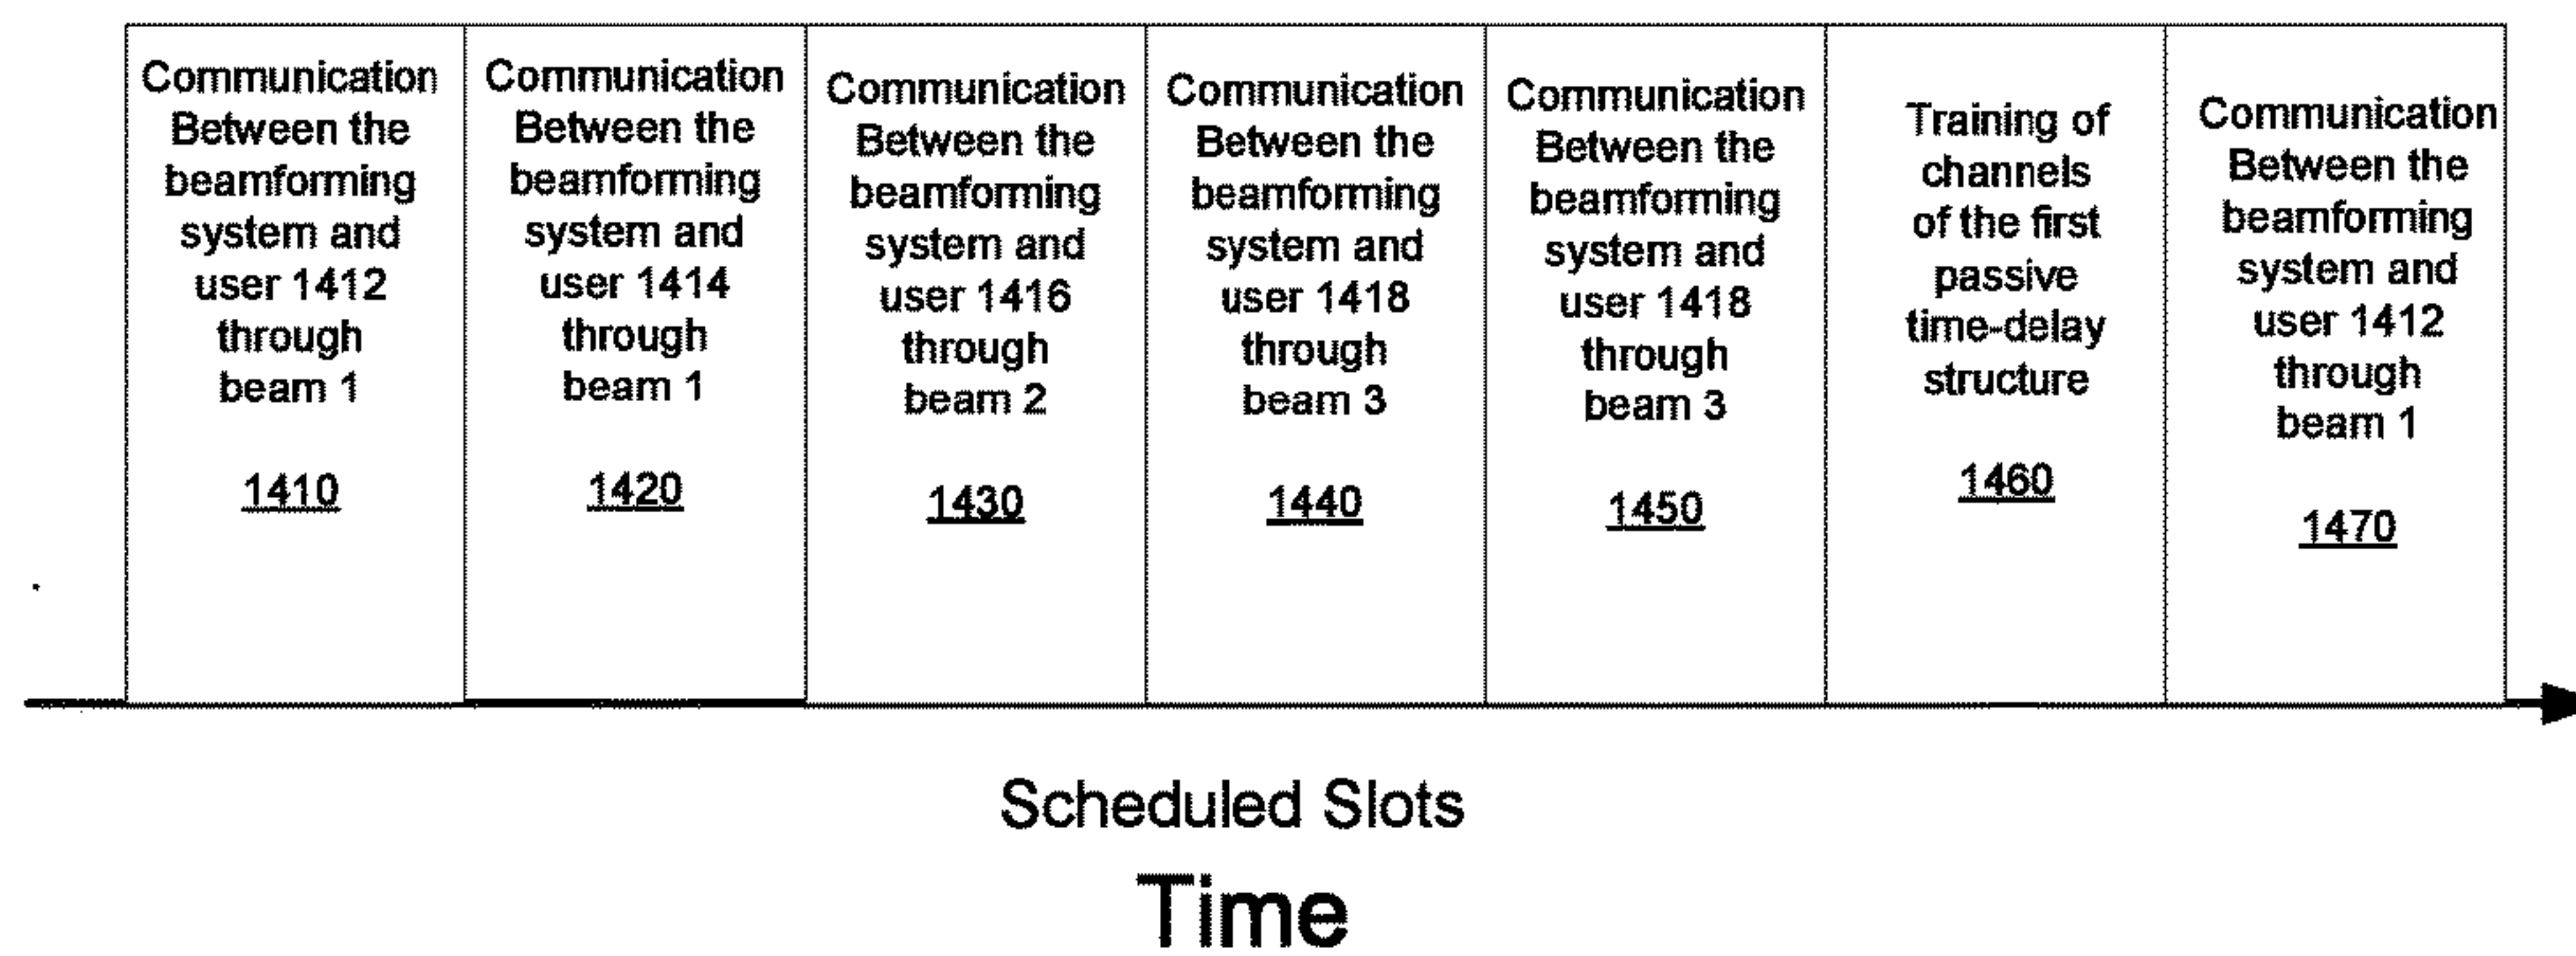 Communication
Between the
beamforming
system and
user 1412
through
beam 1
1410
Communication
Between the
beamforming
system and
user 1414
through
beam 1
1420
Communication
Between the
beamforming
system and
user 1416
through
beam 2
1430
Communication
Between the
beamforming
system and
user 1418
through
beam 3
1440
Communication
Between the
beamforming
system and
user 1418
through
beam 3
1450
Training of
channels
of the first
passive
time-delay
structure
1460
Communication
Between the
beamforming
system and
user 1412
through
beam 1
1470
Scheduled Slots
Time